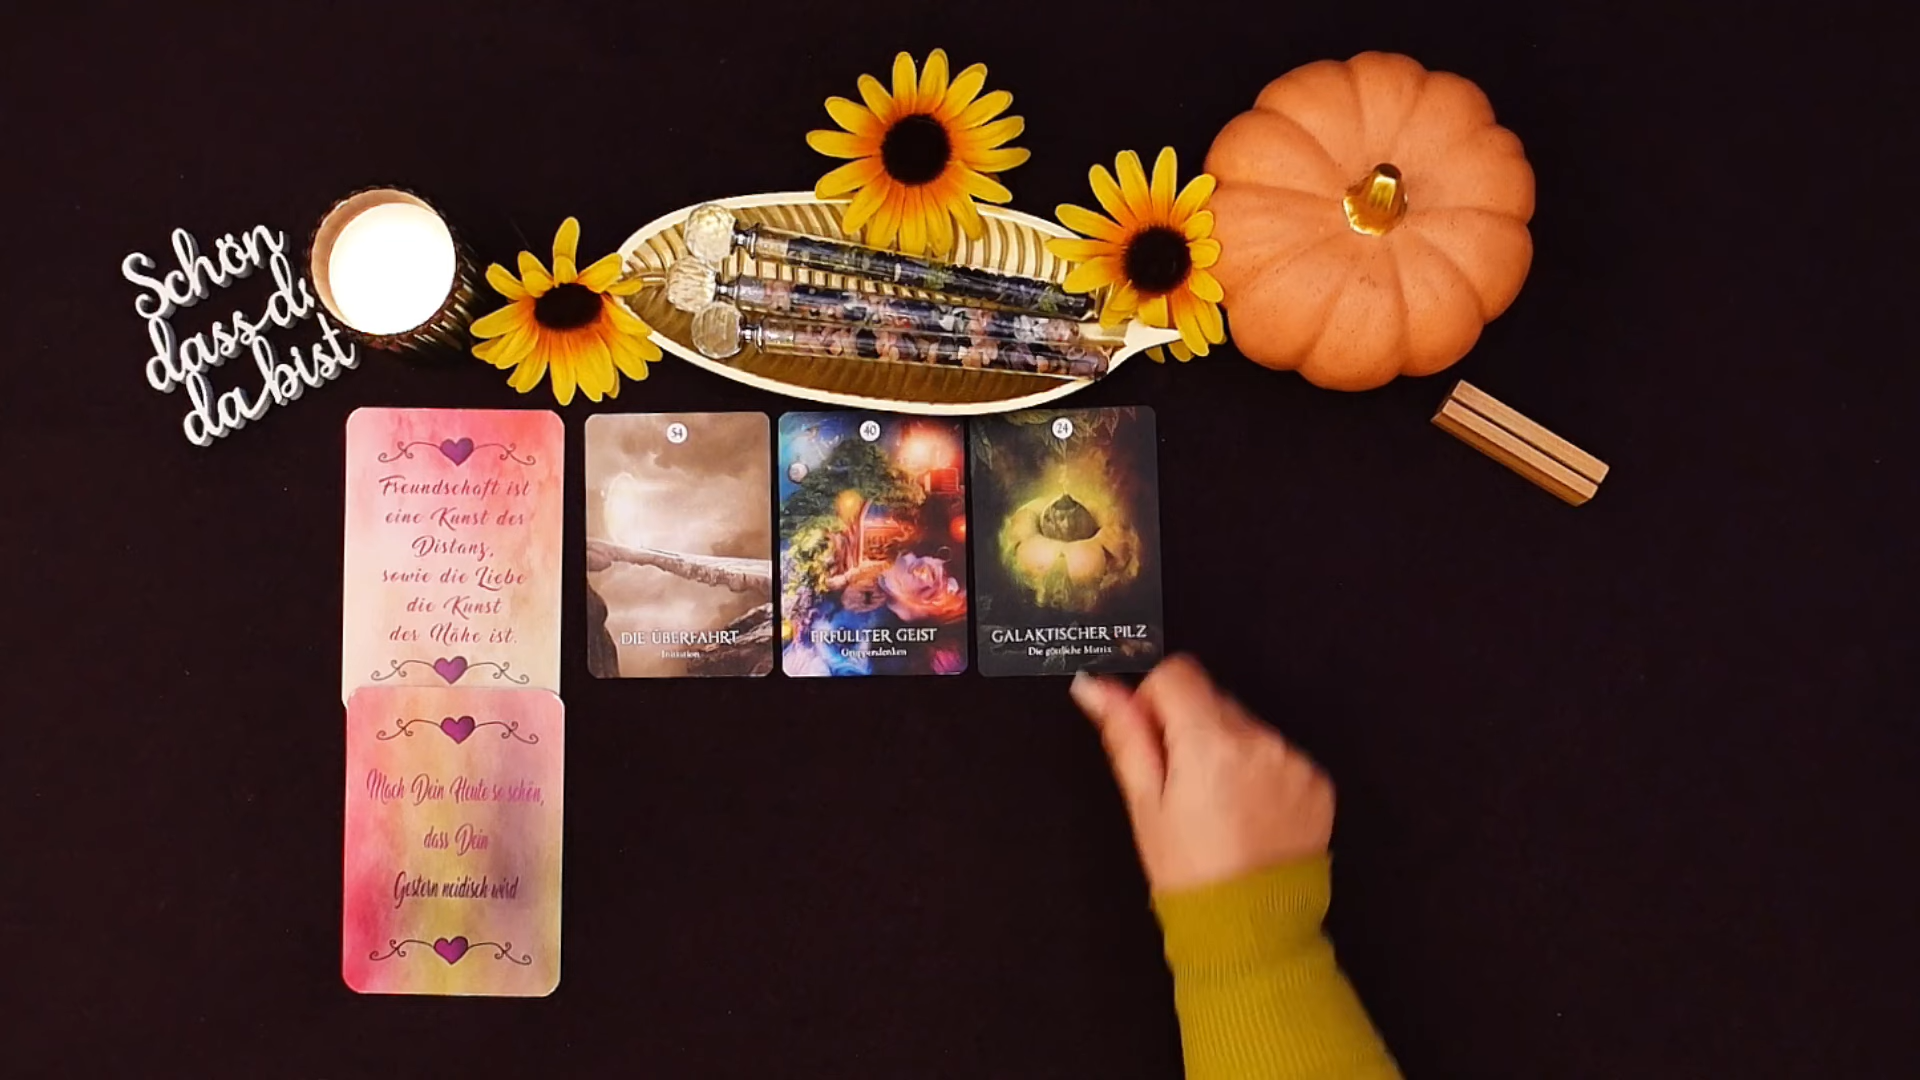 Schön
dass du
da bist
Freundschaft ist
eine Kunst der
Distanz,
sowie die Liebe
die Kunst
der Nähe ist.
Mach Dein Heute so schön,
dass Dein
Gestern neidisch wird
54
DIE ÜBERFAHRT
Initiation
40
ERFÜLLTER GEIST
Gruppendenken
24
GALAKTISCHER PILZ
Die göttliche Matrix